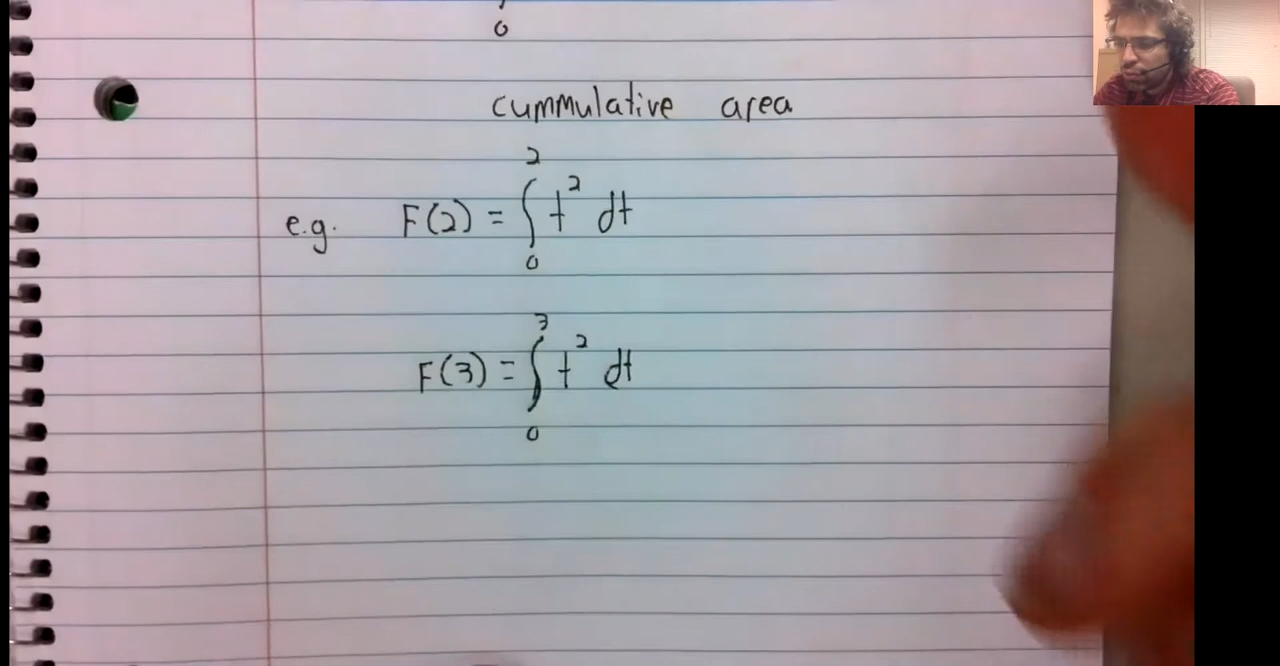 0
cummulative area
e.g. F(2) = ∫₀² t² dt
F(3) = ∫₀³ t² dt